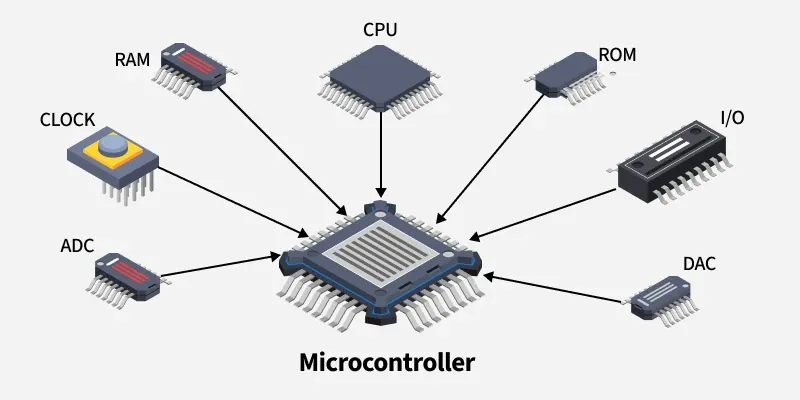 CPU
RAM
ROM
CLOCK
I/O
ADC
DAC
Microcontroller